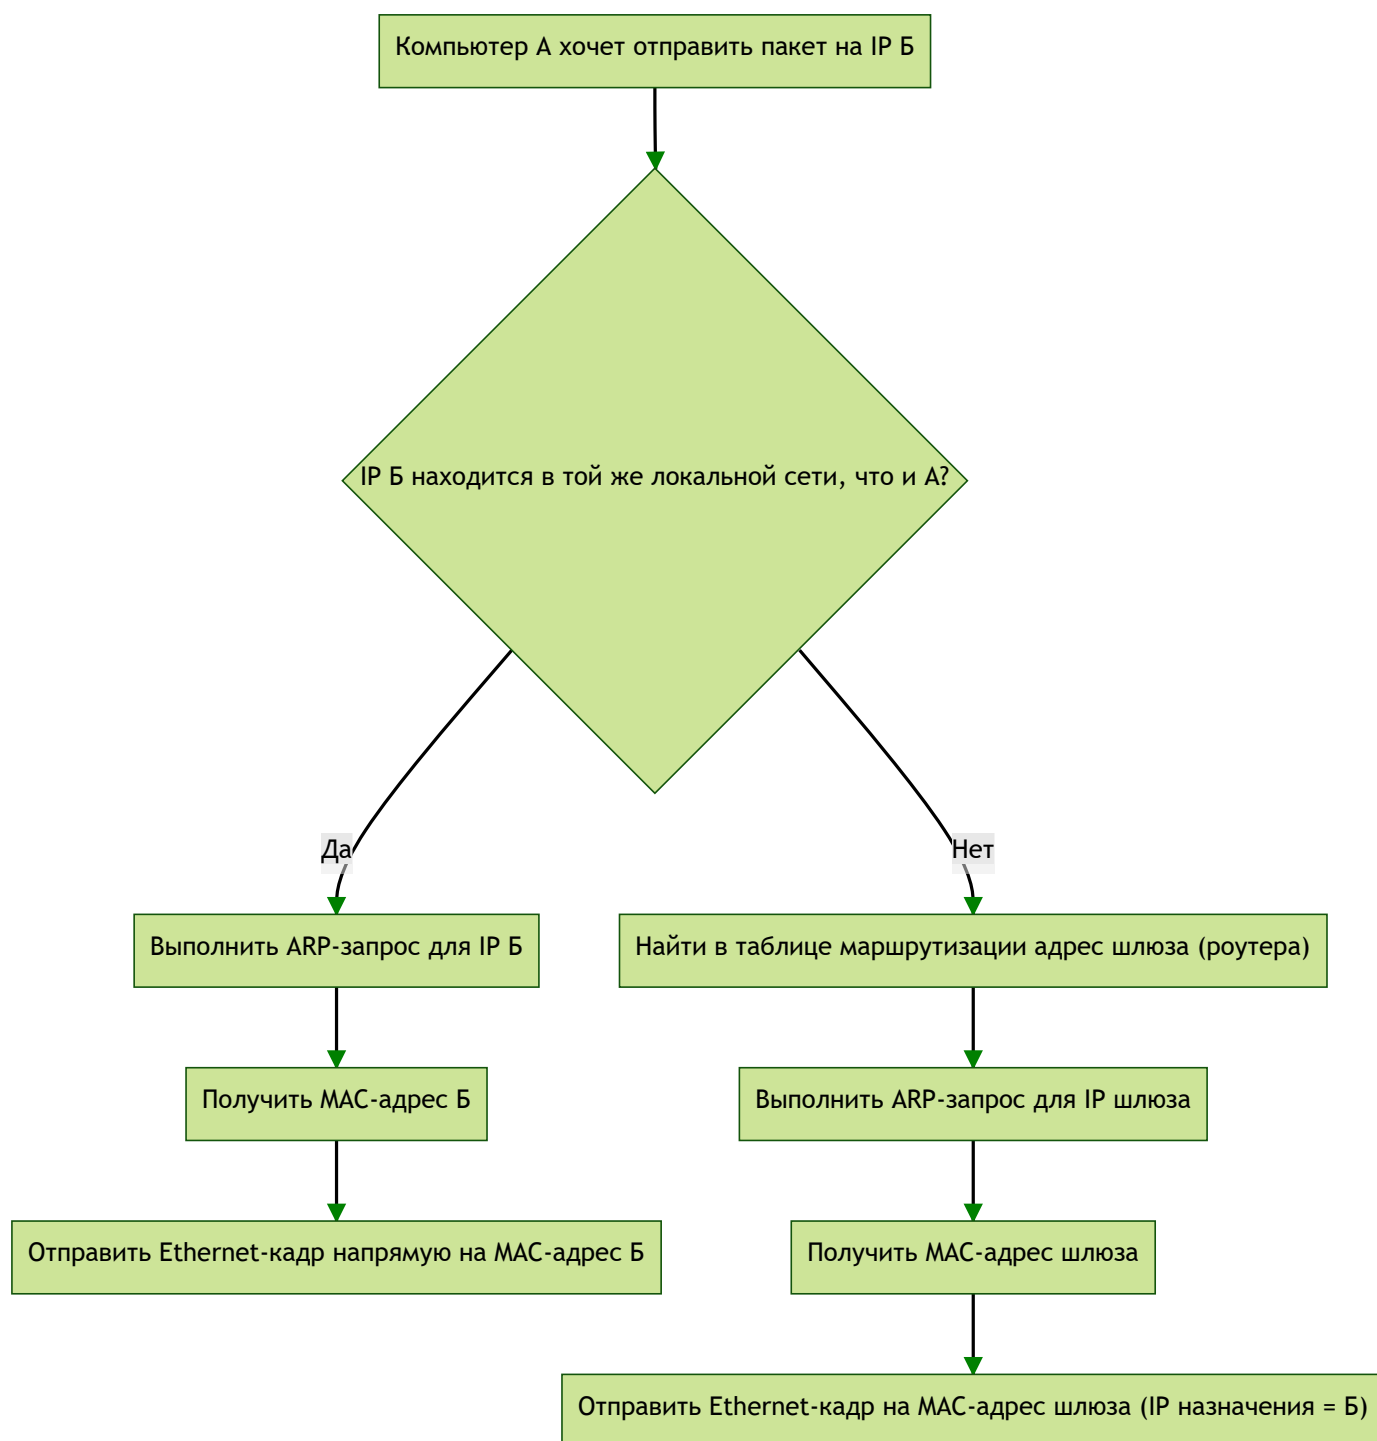 Компьютер А хочет отправить пакет на IP Б
IP Б находится в той же локальной сети, что и А?
Да
Нет
Выполнить ARP-запрос для IP Б
Найти в таблице маршрутизации адрес шлюза (роутера)
Получить MAC-адрес Б
Выполнить ARP-запрос для IP шлюза
Отправить Ethernet-кадр напрямую на MAC-адрес Б
Получить MAC-адрес шлюза
Отправить Ethernet-кадр на MAC-адрес шлюза (IP назначения = Б)